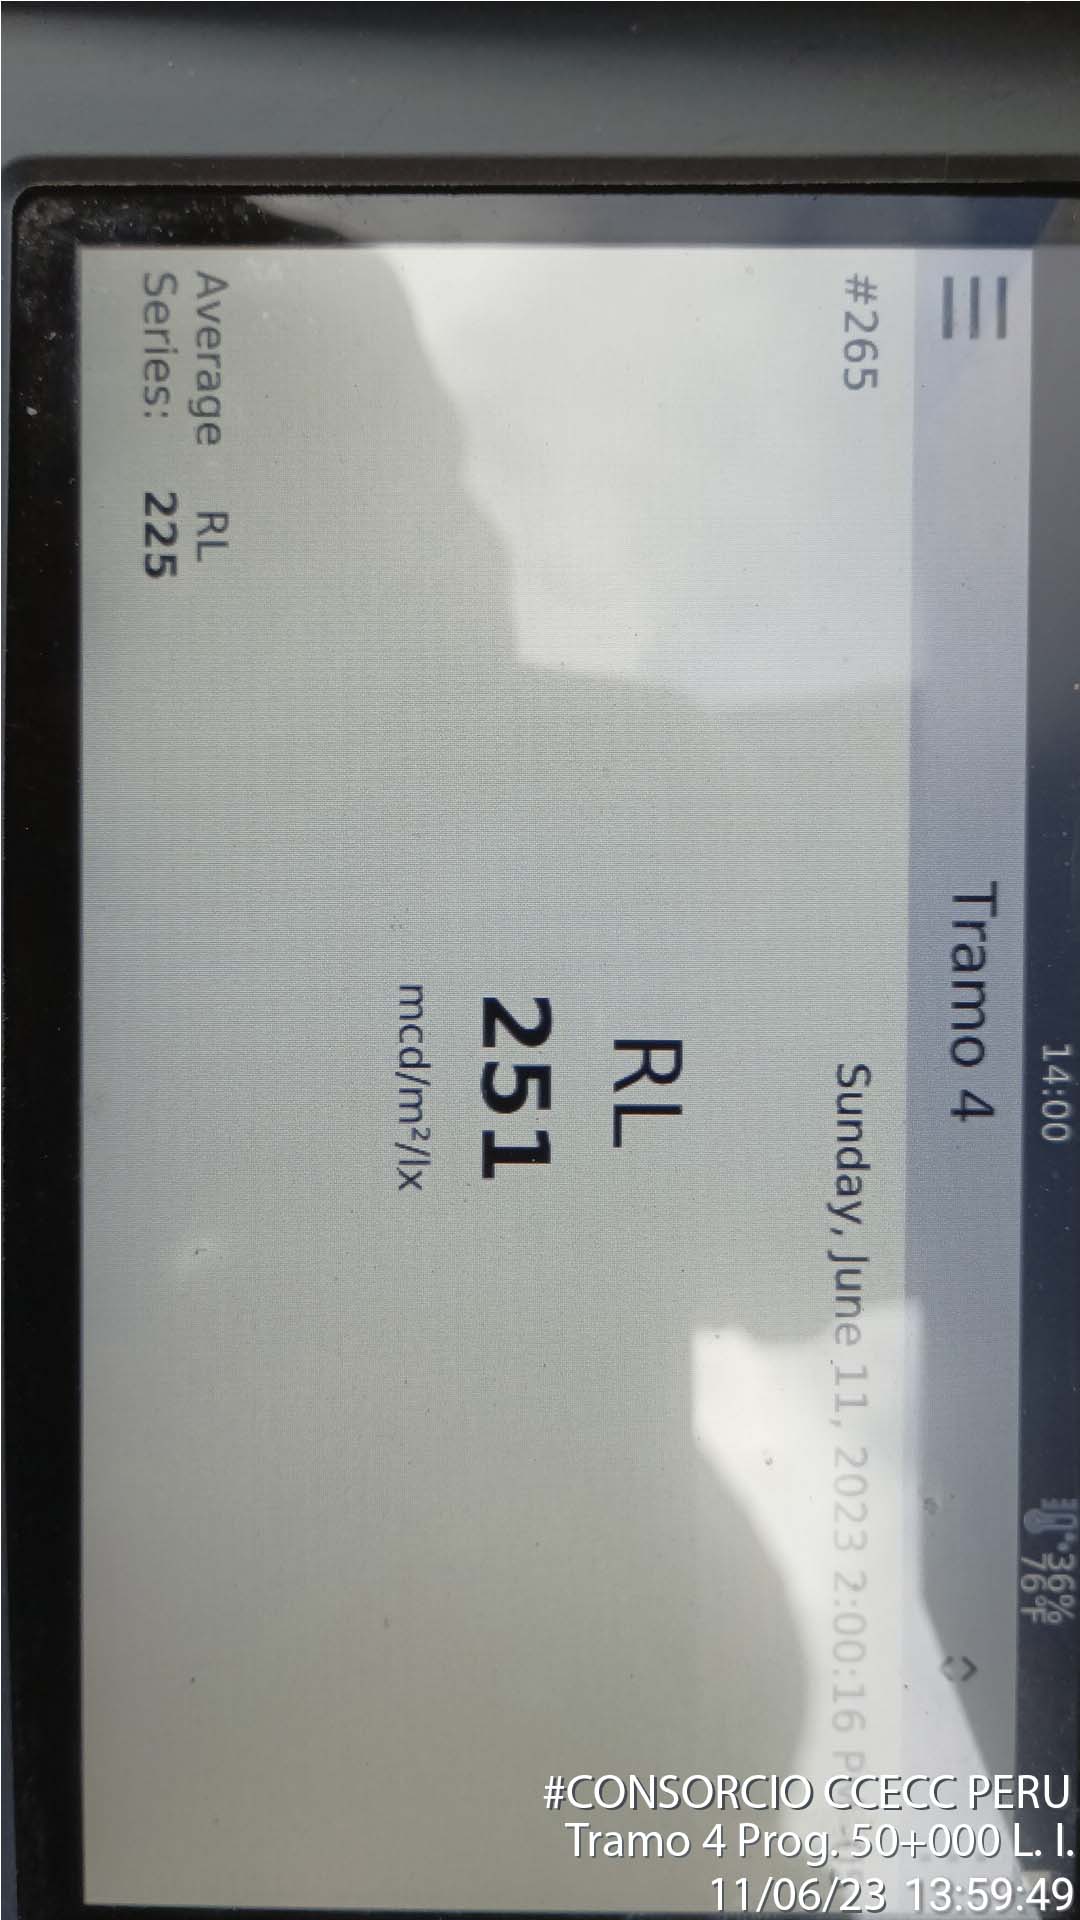 14:00
36%
76°F
Tramo 4
#265
Sunday, June 11, 2023 2:00:16
RL
251
mcd/m²/lx
Average RL
Series: 225
#CONSORCIO CCECC PERU
Tramo 4 Prog.50+000 L. I.
11/06/23 13:59:49